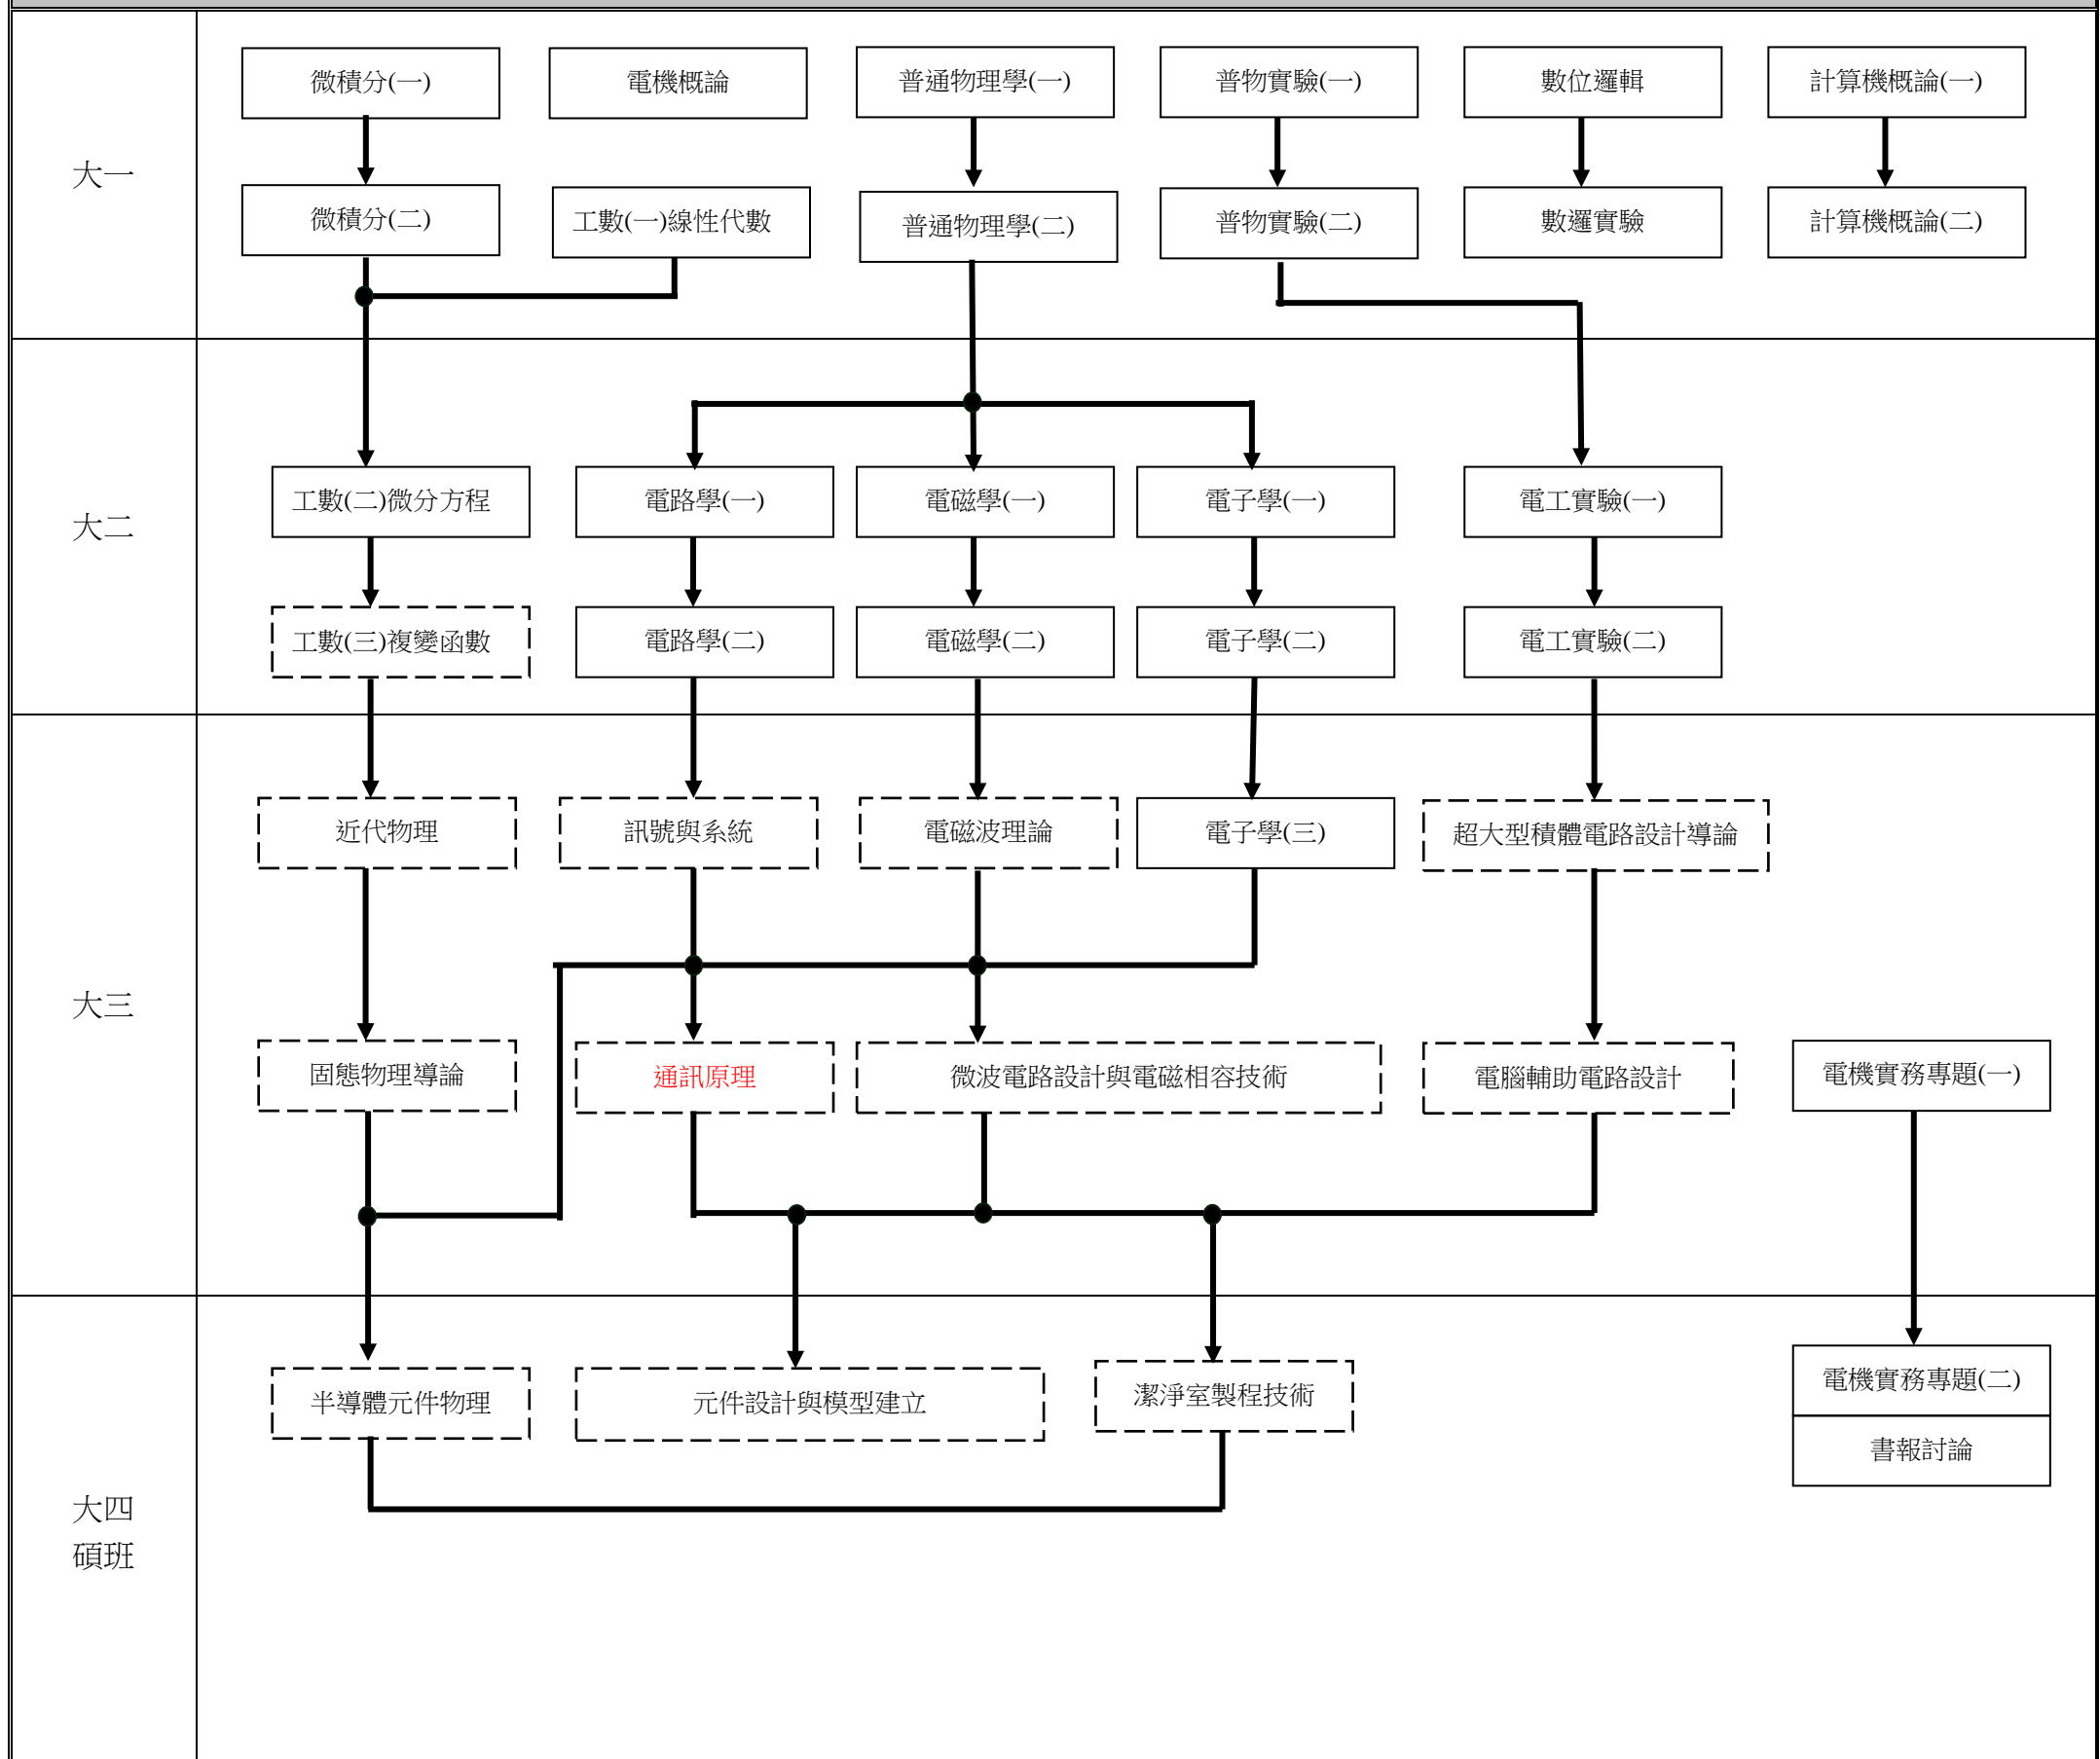 大一
微積分(一)
電機概論
普通物理學(一)
普物實驗(一)
數位邏輯
計算機概論(一)
微積分(二)
工數(一)線性代數
普通物理學(二)
普物實驗(二)
數邏實驗
計算機概論(二)
大二
工數(二)微分方程
電路學(一)
電磁學(一)
電子學(一)
電工實驗(一)
工數(三)複變函數
電路學(二)
電磁學(二)
電子學(二)
電工實驗(二)
大三
近代物理
訊號與系統
電磁波理論
電子學(三)
超大型積體電路設計導論
固態物理導論
通訊原理
微波電路設計與電磁相容技術
電腦輔助電路設計
電機實務專題(一)
大四
碩班
半導體元件物理
元件設計與模型建立
潔淨室製程技術
電機實務專題(二)
書報討論